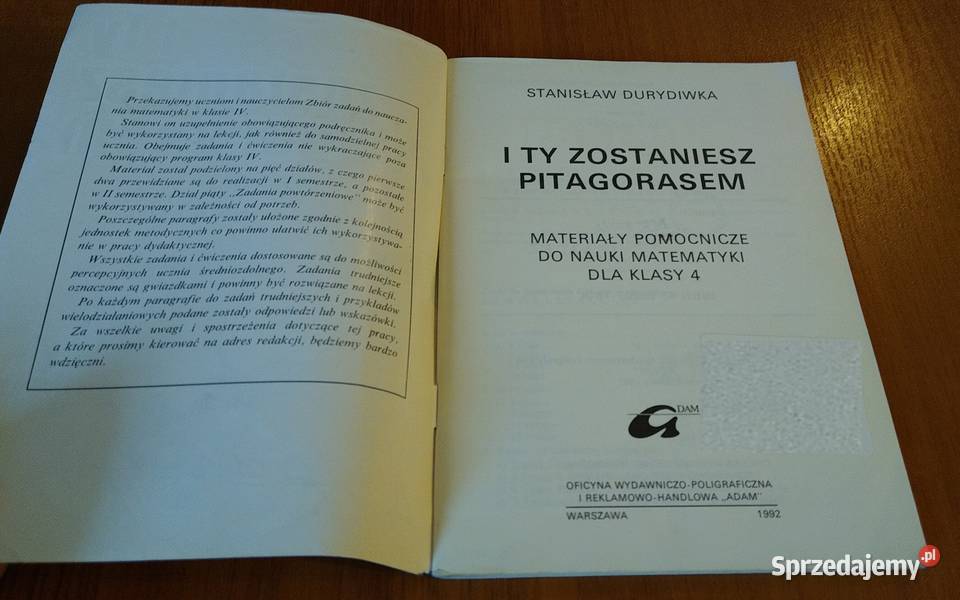 Przekazujemy uczniom i nauczycielom Zbiór zadań do naucza-
nia matematyki w klasie IV.
Stanowi on uzupełnienie obowiązującego podręcznika i może
być wykorzystany na lekcji, jak również do samodzielnej pracy
ucznia. Obejmuje zadania i ćwiczenia nie wykraczające poza
obowiązujący program klasy IV.
Materiał został podzielony na pięć działów, z czego pierwsze
dwa przewidziane są do realizacji w I semestrze, a pozostałe
w II semestrze. Dział piąty „Zadania powtórzeniowe" może być
wykorzystywany w zależności od potrzeb.
Poszczególne paragrafy zostały ułożone zgodnie z kolejnością
jednostek metodycznych co powinno ułatwić ich wykorzystywa-
nie w pracy dydaktycznej.
Wszystkie zadania i ćwiczenia dostosowane są do możliwości
percepcyjnych ucznia średniozdolnego. Zadania trudniejsze
oznaczone są gwiazdkami i powinny być rozwiązane na lekcji.
Po każdym paragrafie do zadań trudniejszych i przykładów
wielodziałaniowych podane zostały odpowiedzi lub wskazówki.
Za wszelkie uwagi i spostrzeżenia dotyczące tej pracy,
a które prosimy kierować na adres redakcji, będziemy bardzo
wdzięczni.
STANISŁAW DURYDIWKA
I TY ZOSTANIESZ
PITAGORASEM
MATERIAŁY POMOCNICZE
DO NAUKI MATEMATYKI
DLA KLASY 4
DAM
OFICYNA WYDAWNICZO-POLIGRAFICZNA
I REKLAMOWO-HANDLOWA „ADAM"
WARSZAWA 1992
Sprzedajemy.pl